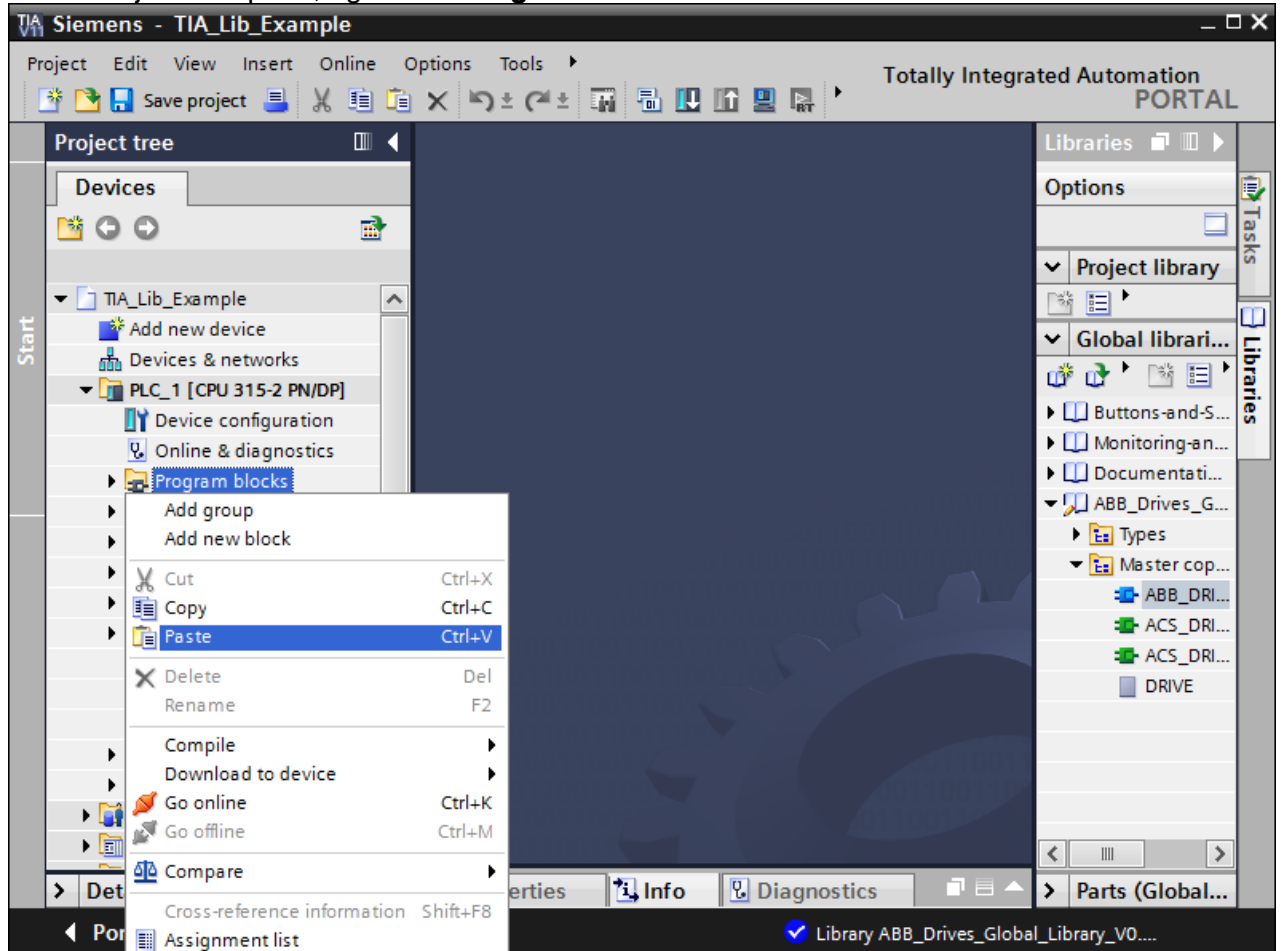 TIA V11 Siemens - TIA_Lib_Example
Project Edit View Insert Online Options Tools
Save project
Totally Integrated Automation
PORTAL
Project tree
Devices
Start
TIA_Lib_Example
Add new device
Devices & networks
PLC_1 [CPU 315-2 PN/DP]
Device configuration
Online & diagnostics
Program blocks
Add group
Add new block
Cut Ctrl+X
Copy Ctrl+C
Paste Ctrl+V
Delete Del
Rename F2
Compile
Download to device
Go online Ctrl+K
Go offline Ctrl+M
Compare
Cross-reference information Shift+F8
Assignment list
Libraries
Options
Project library
Global librari...
Buttons-and-S...
Monitoring-an...
Documentati...
ABB_Drives_G...
Types
Master cop...
ABB_DRI...
ACS_DRI...
ACS_DRI...
DRIVE
Parts (Global...
Tasks
Libraries
Det
erties
Info
Diagnostics
Por
Library ABB_Drives_Global_Library_V0....